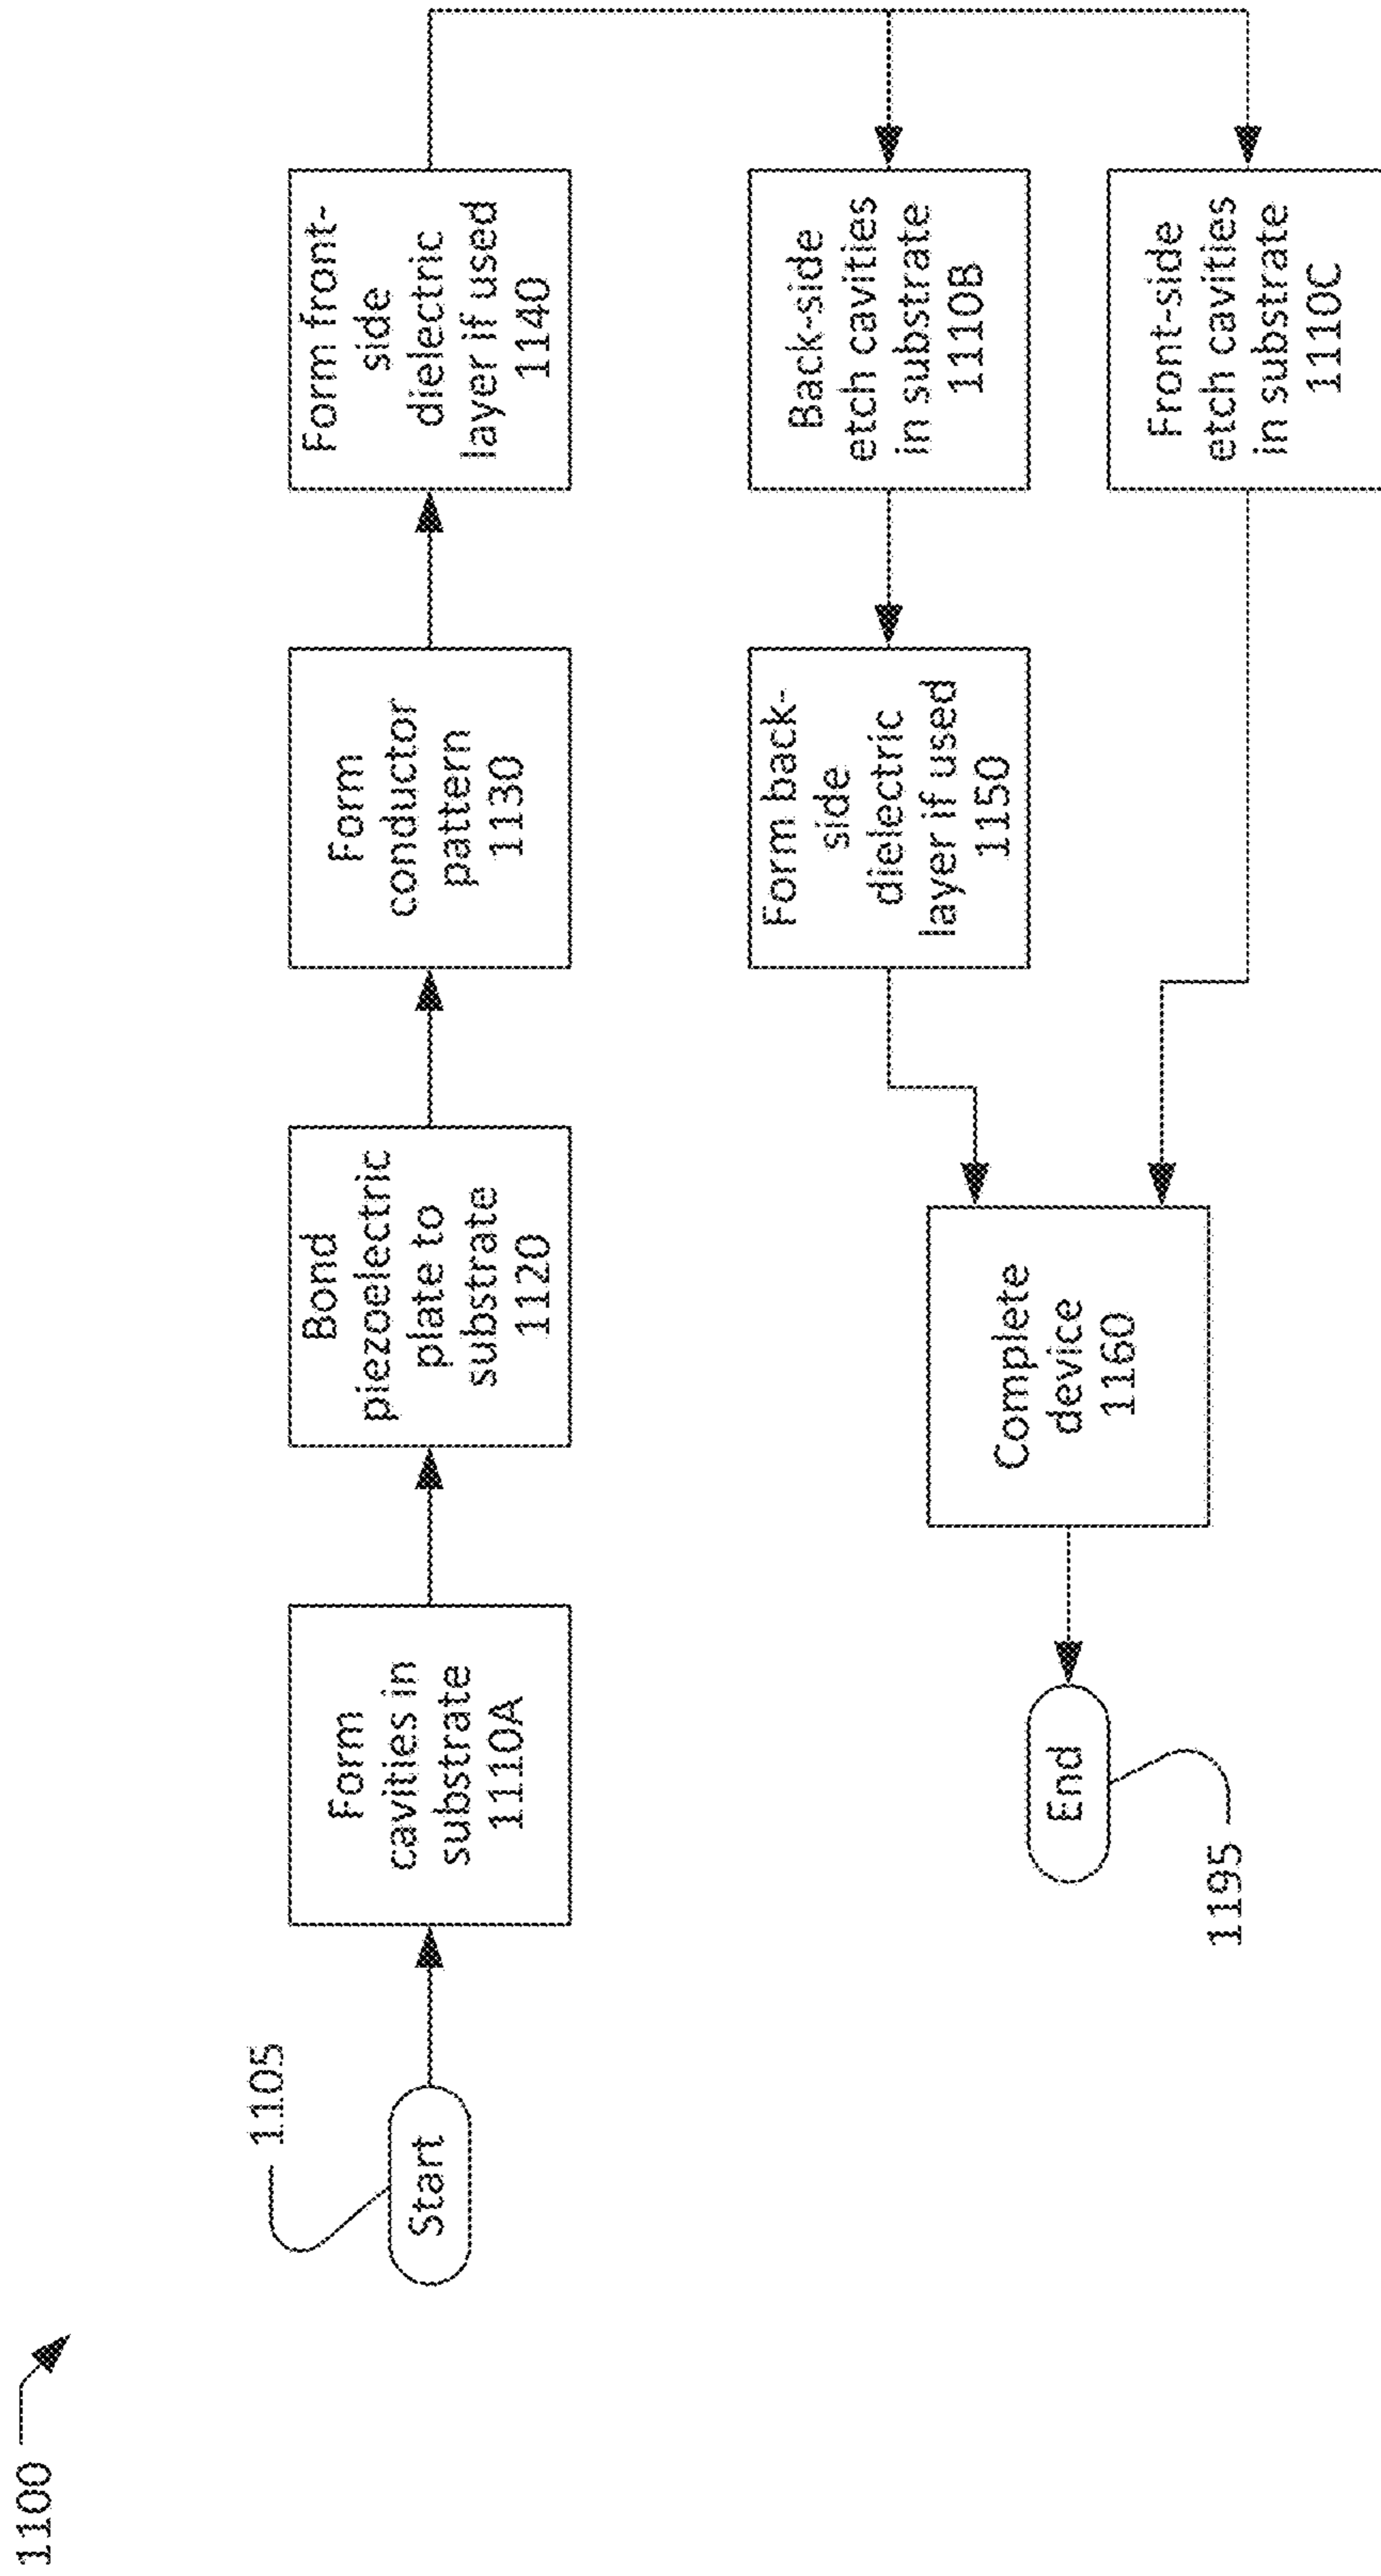 1100
1105
Start
Form
cavities in
substrate
1110A
Bond
piezoelectric
plate to
substrate
1120
Form
conductor
pattern
1130
Form front-
side
dielectric
layer if used
1140
Back-side
etch cavities
in substrate
1110B
Form back-
side
dielectric
layer if used
1150
Front-side
etch cavities
in substrate
1110C
Complete
device
1160
End
1195